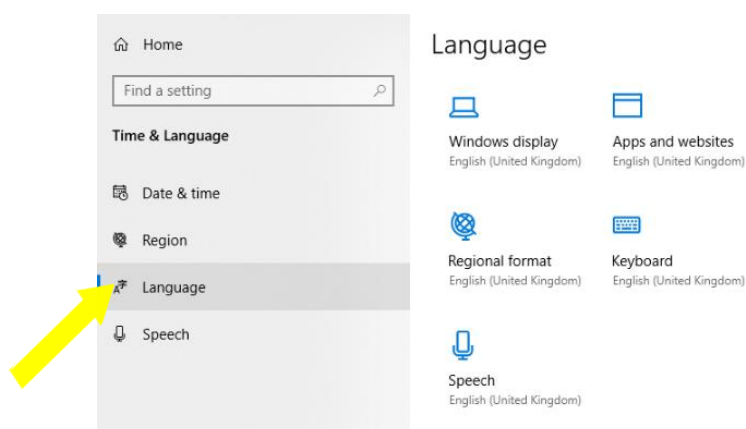 Home
Find a setting
Time & Language
Date & time
Region
Language
Speech
Language
Windows display
English (United Kingdom)
Apps and websites
English (United Kingdom)
Regional format
English (United Kingdom)
Keyboard
English (United Kingdom)
Speech
English (United Kingdom)